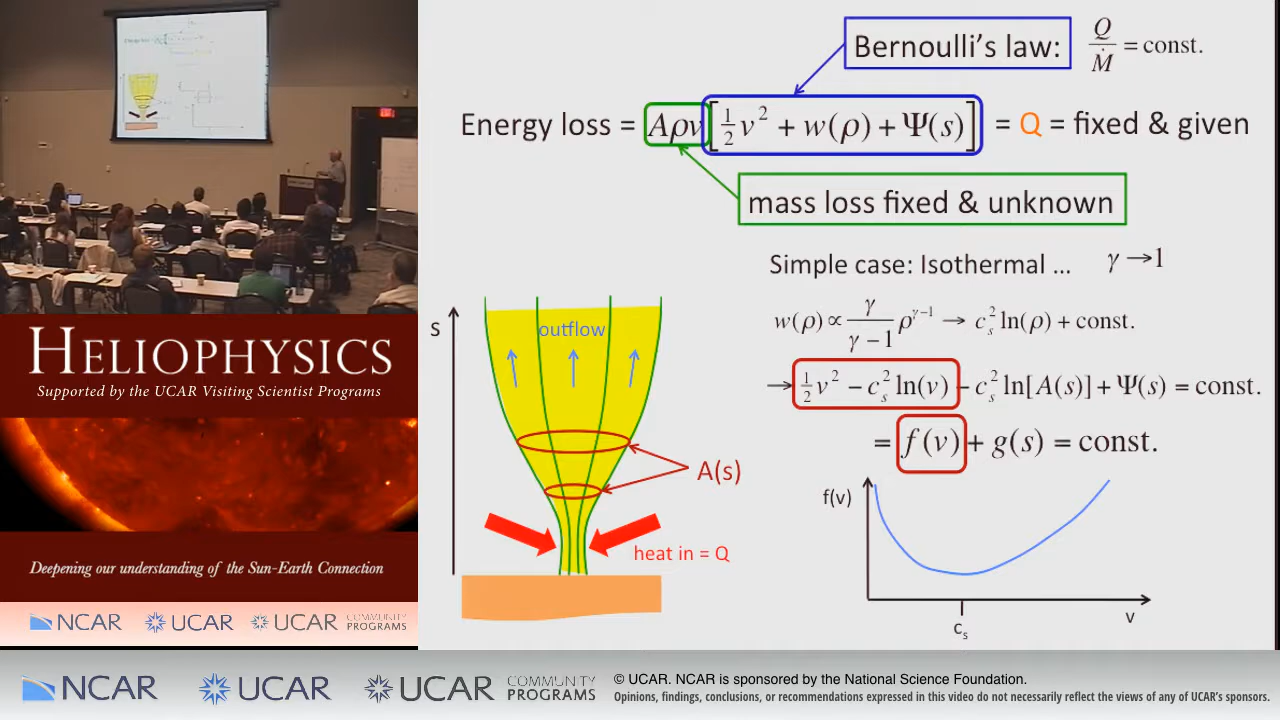 Bernoulli's law: Q/Ṁ = const.
Energy loss = Aρv[½v² + w(ρ) + Ψ(s)] = Q = fixed & given
mass loss fixed & unknown
Simple case: Isothermal ... γ → 1
w(ρ) ∝ γ/(γ − 1) ρ^(γ−1) → c_s² ln(ρ) + const.
→ ½v² − c_s² ln(v) − c_s² ln[A(s)] + Ψ(s) = const.
= f(v) + g(s) = const.
s
outflow
A(s)
heat in = Q
f(v)
c_s
v
HELIOPHYSICS
Supported by the UCAR Visiting Scientist Programs
Deepening our understanding of the Sun-Earth Connection
NCAR UCAR UCAR COMMUNITY PROGRAMS
NCAR UCAR UCAR COMMUNITY PROGRAMS
© UCAR. NCAR is sponsored by the National Science Foundation.
Opinions, findings, conclusions, or recommendations expressed in this video do not necessarily reflect the views of any of UCAR's sponsors.